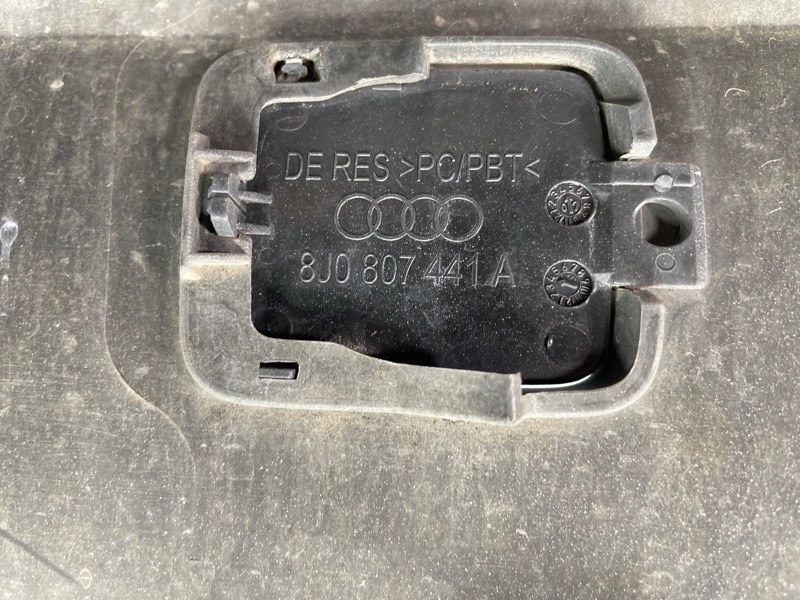 DE RES >PC/PBT<
8J0 807 441 A